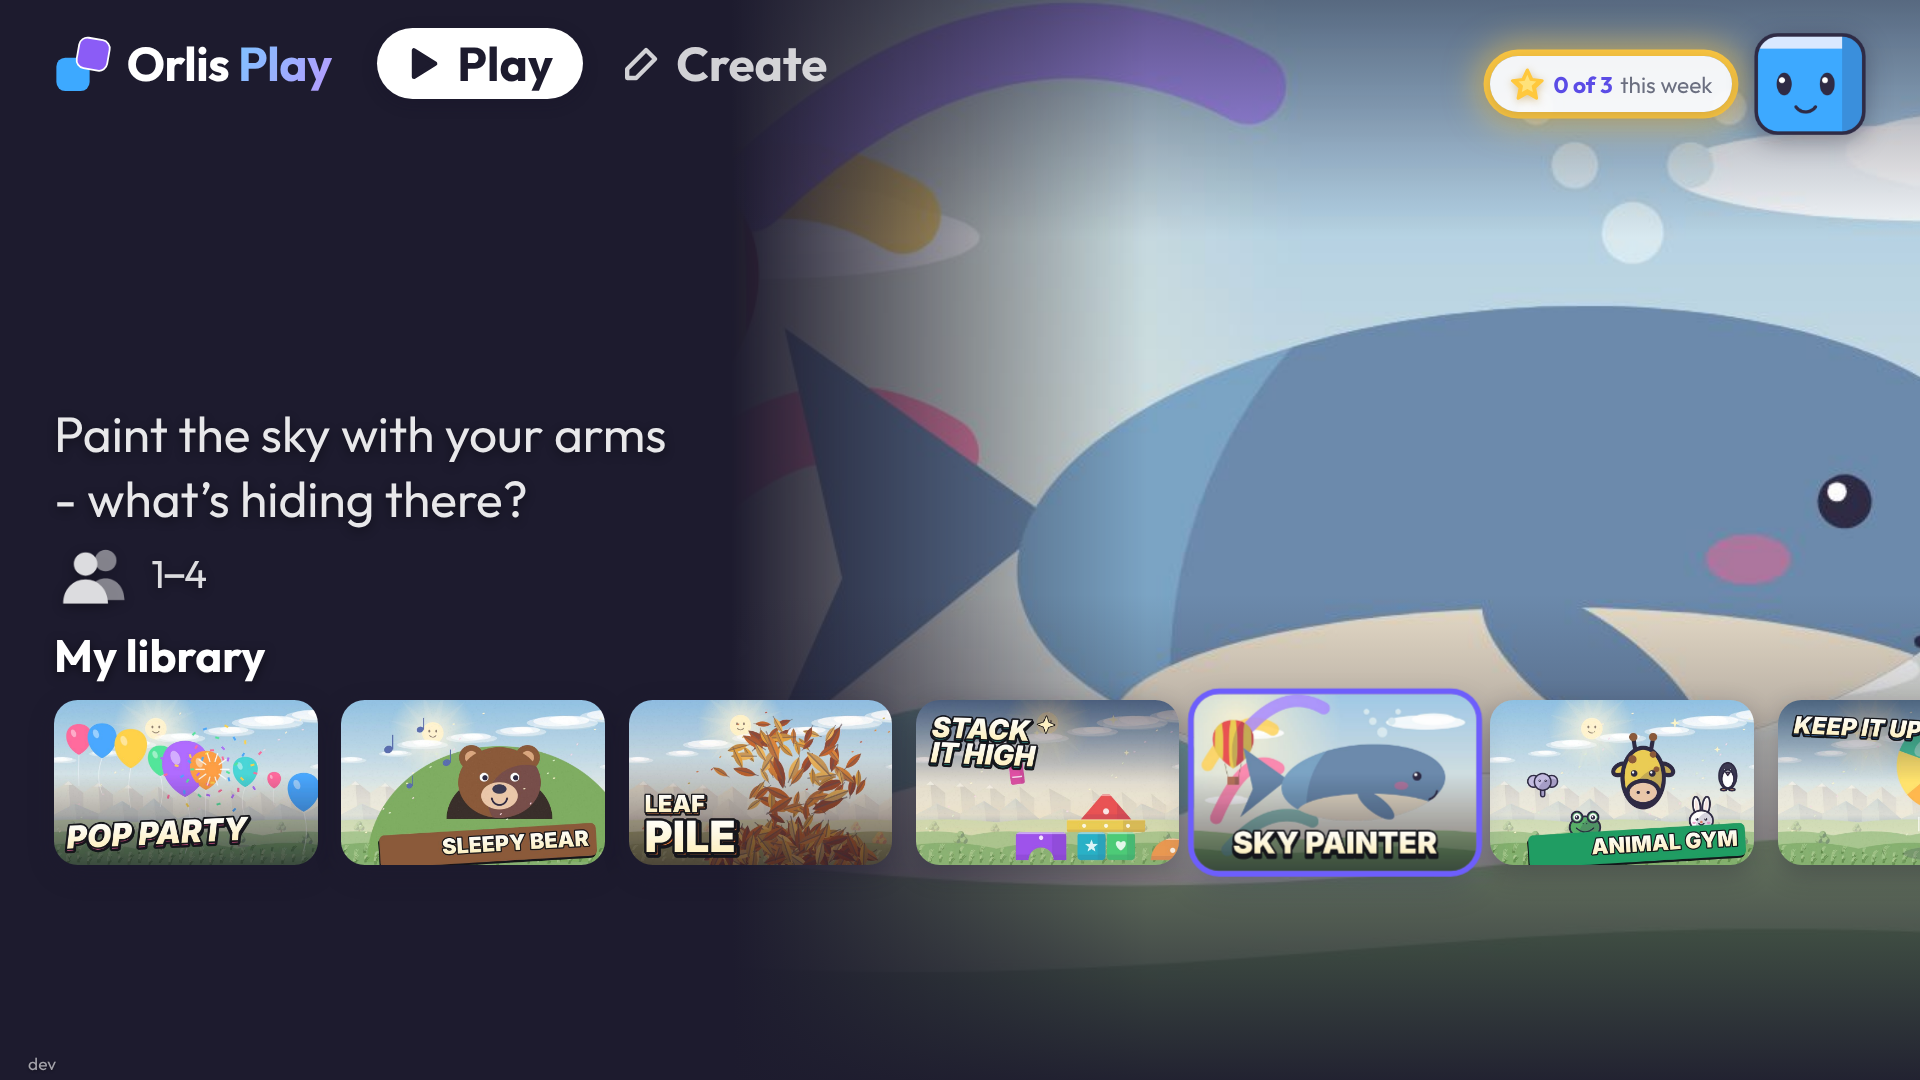 Orlis Play
Play
Create
0 of 3 this week
Paint the sky with your arms
- what's hiding there?
1–4
My library
POP PARTY
SLEEPY BEAR
LEAF
PILE
STACK
IT HIGH
SKY PAINTER
ANIMAL GYM
KEEP IT UP
dev